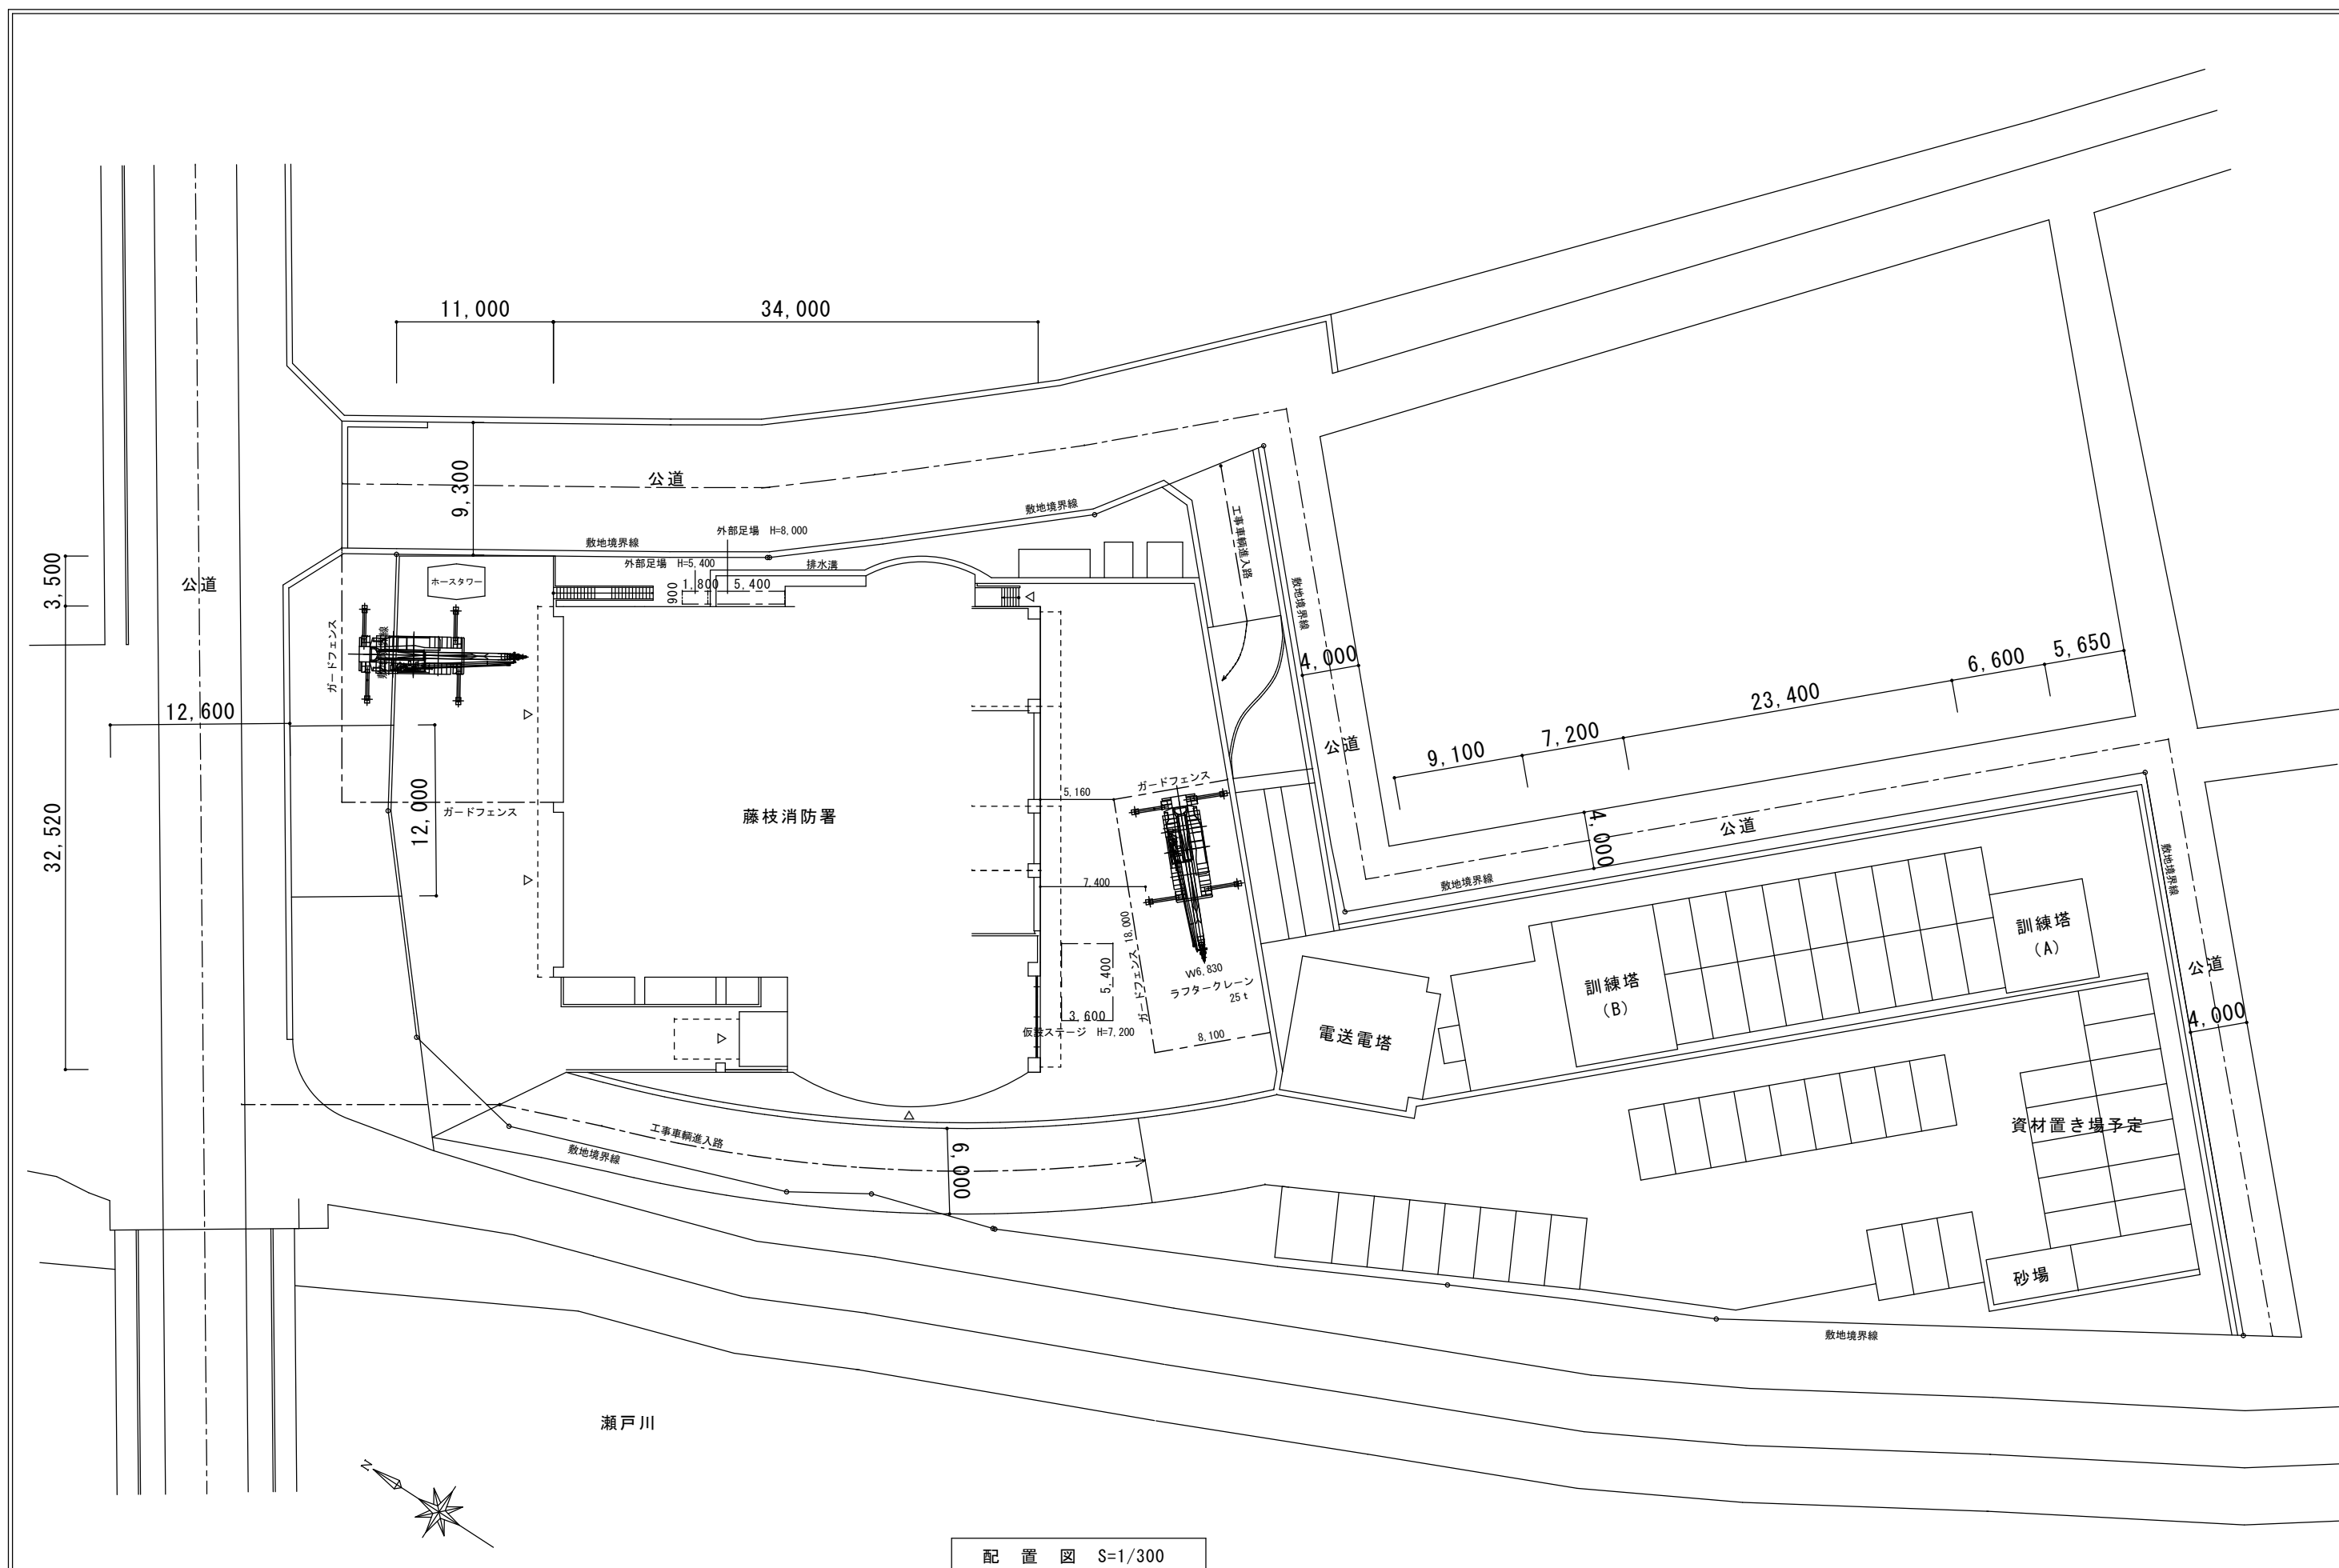 11,000
34,000
公道
9,300
敷地境界線
外部足場 H=8,000
敷地境界線
外部足場 H=5,400
排水溝
1,800
5,400
900
3,500
公道
ホースタワー
工事車輌進入路
敷地境界線
ガードフェンス
4,000
5,650
6,600
23,400
7,200
9,100
12,600
公道
ガードフェンス
5,160
藤枝消防署
ガードフェンス
12,000
32,520
公道
4,000
敷地境界線
敷地境界線
7,400
ガードフェンス 18,000
訓練塔
(A)
5,400
W6,830
ラフタークレーン
25t
訓練塔
(B)
公道
4,000
3,600
仮設ステージ H=7,200
8,100
電送電塔
資材置き場予定
工事車輌進入路
敷地境界線
6,000
砂場
敷地境界線
瀬戸川
N
配 置 図 S=1/300